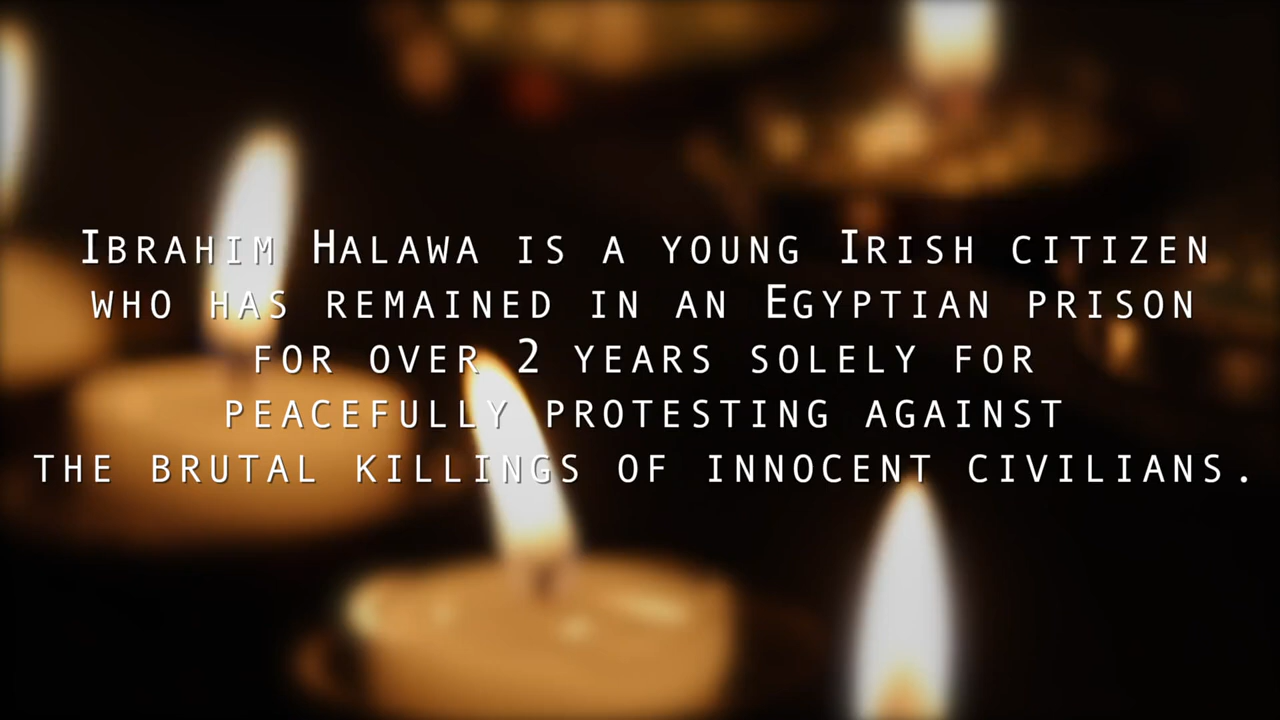 Ibrahim Halawa is a young Irish citizen
who has remained in an Egyptian prison
for over 2 years solely for
peacefully protesting against
the brutal killings of innocent civilians.